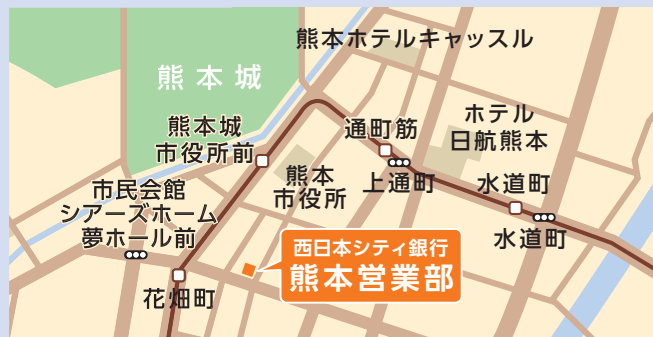 熊本ホテルキャッスル
熊本城
ホテル
日航熊本
通町筋
熊本城
市役所前
上通町
水道町
熊本
市役所
市民会館
シアーズホーム
夢ホール前
水道町
西日本シティ銀行
熊本営業部
花畑町